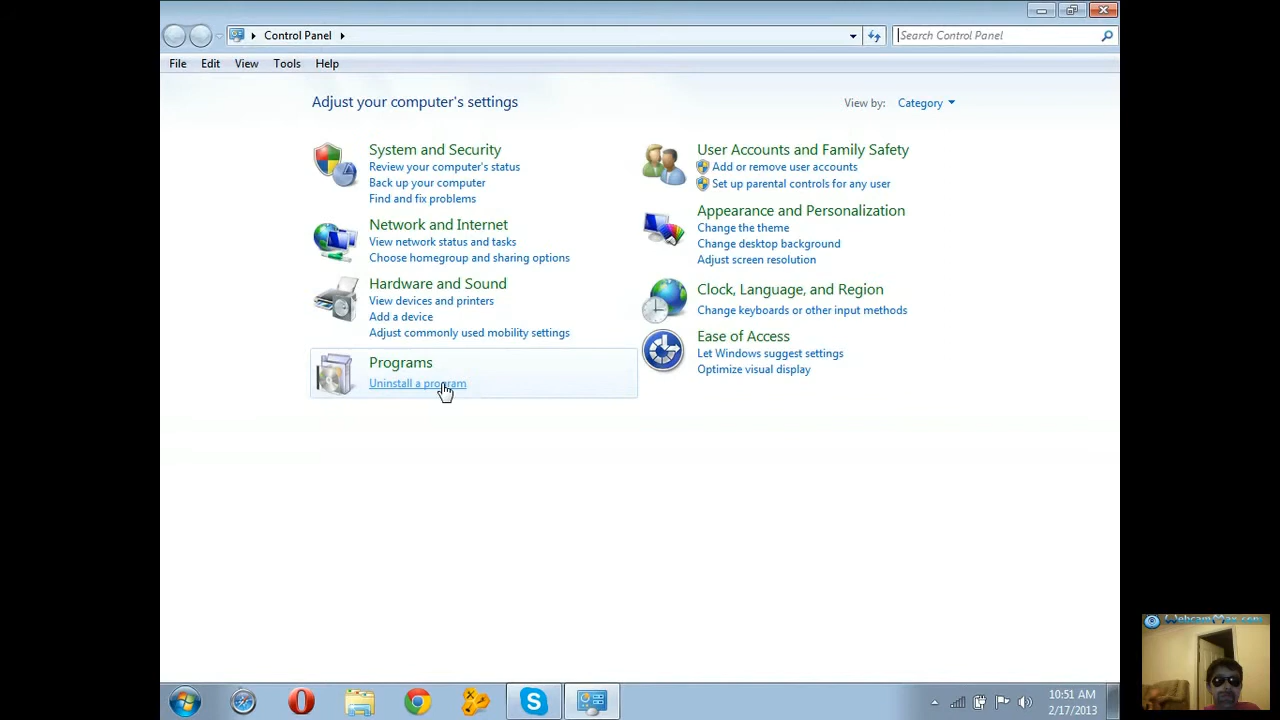 Control Panel
Search Control Panel
File Edit View Tools Help
Adjust your computer's settings
View by: Category
System and Security
Review your computer's status
Back up your computer
Find and fix problems
Network and Internet
View network status and tasks
Choose homegroup and sharing options
Hardware and Sound
View devices and printers
Add a device
Adjust commonly used mobility settings
Programs
Uninstall a program
User Accounts and Family Safety
Add or remove user accounts
Set up parental controls for any user
Appearance and Personalization
Change the theme
Change desktop background
Adjust screen resolution
Clock, Language, and Region
Change keyboards or other input methods
Ease of Access
Let Windows suggest settings
Optimize visual display
WebcamMax.com
10:51 AM
2/17/2013